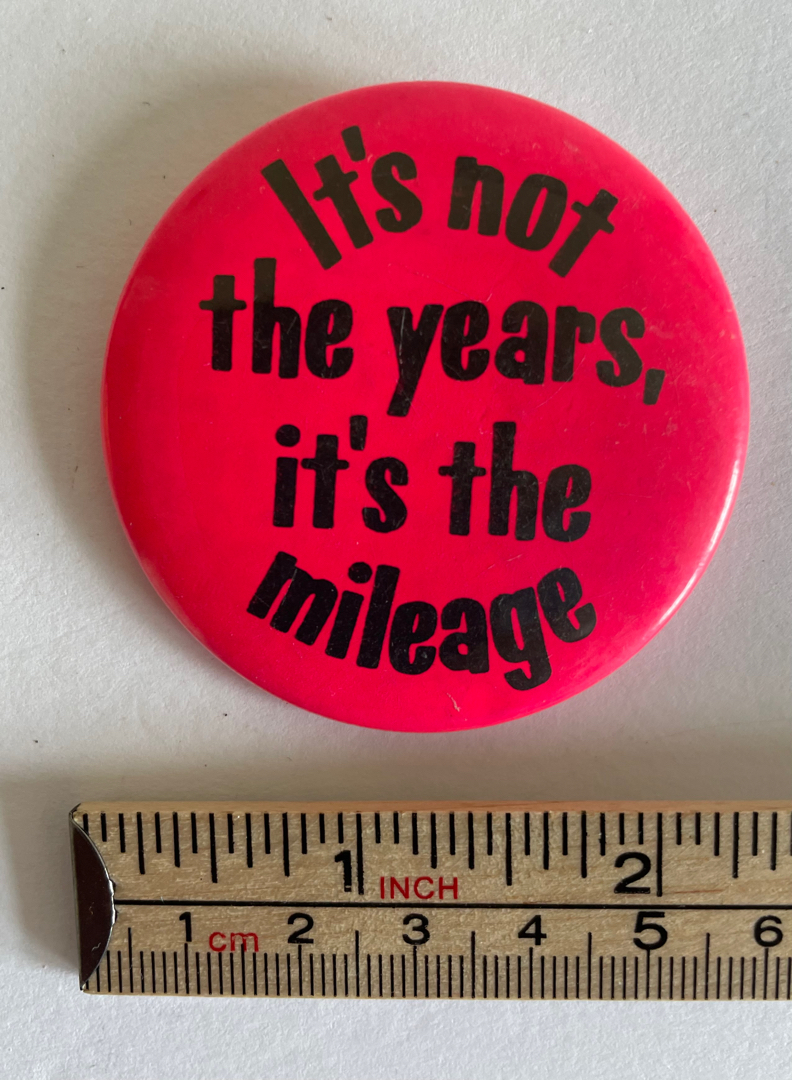 It's not
the years,
it's the
mileage
1 2
INCH
1 cm 2 3 4 5 6